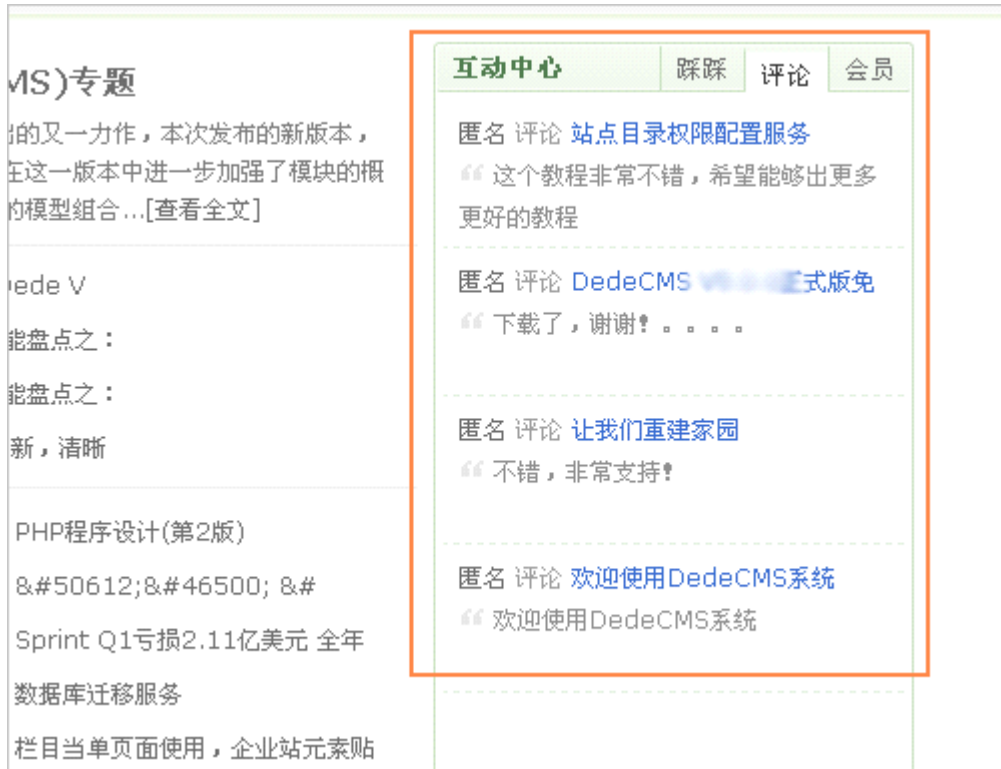 MS)专题
的又一力作，本次发布的新版本，
在这一版本中进一步加强了模块的概
的模型组合...[查看全文]
ede V
能盘点之：
能盘点之：
新，清晰
PHP程序设计(第2版)
&#50612;&#46500; &#
Sprint Q1亏损2.11亿美元 全年
数据库迁移服务
栏目当单页面使用，企业站元素贴
互动中心 踩踩 评论 会员
匿名 评论 站点目录权限配置服务
“ 这个教程非常不错，希望能够出更多
更好的教程
匿名 评论 DedeCMS 正式版免
“ 下载了，谢谢！。。。。
匿名 评论 让我们重建家园
“ 不错，非常支持！
匿名 评论 欢迎使用DedeCMS系统
“ 欢迎使用DedeCMS系统